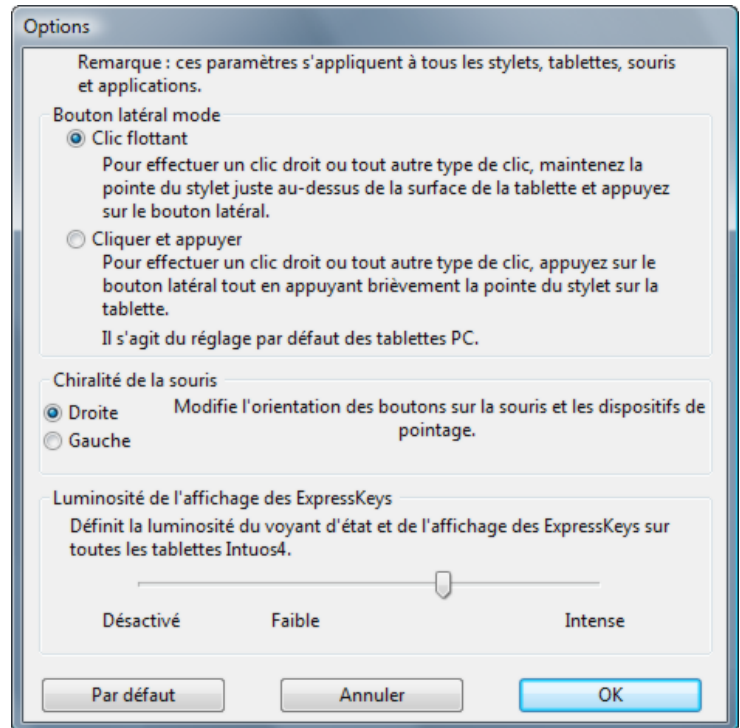 Options
Remarque : ces paramètres s'appliquent à tous les stylets, tablettes, souris
et applications.
Bouton latéral mode
Clic flottant
Pour effectuer un clic droit ou tout autre type de clic, maintenez la
pointe du stylet juste au-dessus de la surface de la tablette et appuyez
sur le bouton latéral.
Cliquer et appuyer
Pour effectuer un clic droit ou tout autre type de clic, appuyez sur le
bouton latéral tout en appuyant brièvement la pointe du stylet sur la
tablette.
Il s'agit du réglage par défaut des tablettes PC.
Chiralité de la souris
Droite
Gauche
Modifie l'orientation des boutons sur la souris et les dispositifs de
pointage.
Luminosité de l'affichage des ExpressKeys
Définit la luminosité du voyant d'état et de l'affichage des ExpressKeys sur
toutes les tablettes Intuos4.
Désactivé Faible Intense
Par défaut Annuler OK